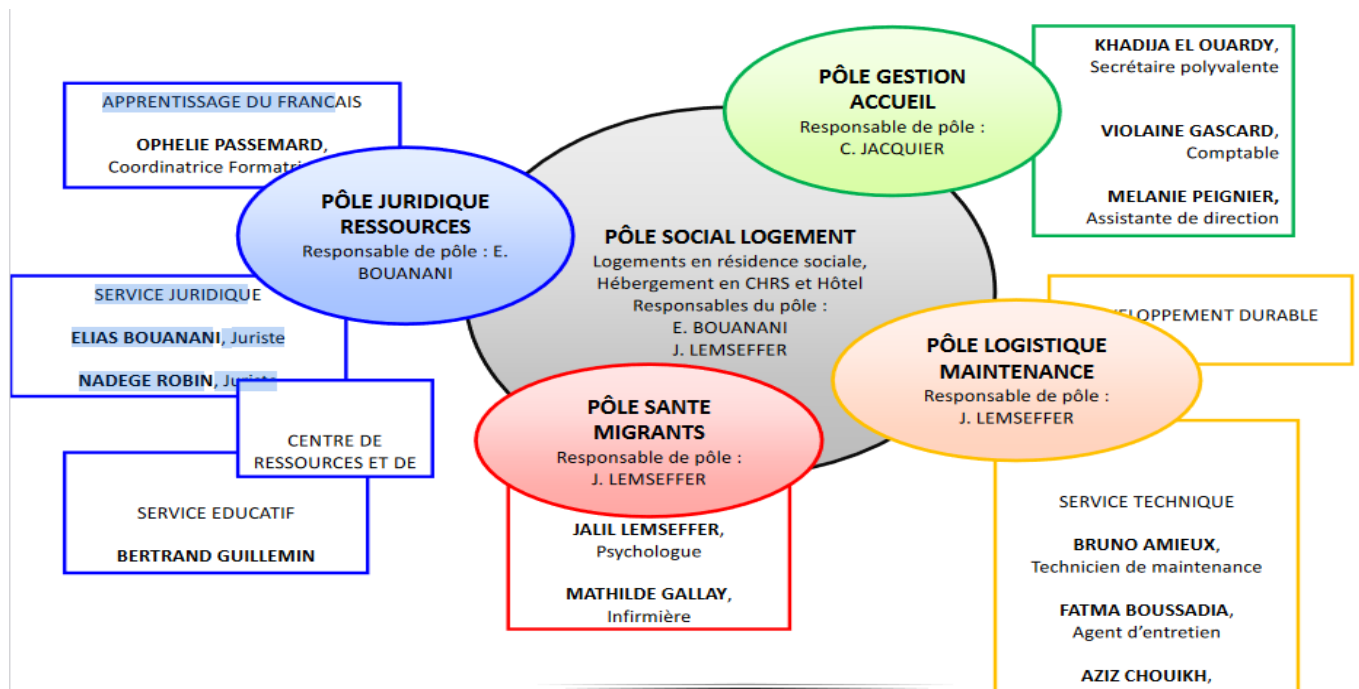 APPRENTISSAGE DU FRANCAIS
OPHELIE PASSEMARD,
Coordinatrice
PÔLE JURIDIQUE
RESSOURCES
Responsable de pôle : E.
BOUANANI
SERVICE JURIDIQUE
ELIAS BOUANANI, Juriste
NADEGE ROBIN, Juriste
CENTRE DE
RESSOURCES ET DE
SERVICE EDUCATIF
BERTRAND GUILLEMIN
PÔLE SOCIAL LOGEMENT
Logements en résidence sociale,
Hébergement en CHRS et Hôtel
Responsables du pôle :
E. BOUANANI
J. LEMSEFFER
PÔLE GESTION
ACCUEIL
Responsable de pôle :
C. JACQUIER
KHADIJA EL OUARDY,
Secrétaire polyvalente
VIOLAINE GASCARD,
Comptable
MELANIE PEIGNIER,
Assistante de direction
PÔLE SANTE
MIGRANTS
Responsable de pôle :
J. LEMSEFFER
JALIL LEMSEFFER,
Psychologue
MATHILDE GALLAY,
Infirmière
DURABLE
PÔLE LOGISTIQUE
MAINTENANCE
Responsable de pôle :
J. LEMSEFFER
SERVICE TECHNIQUE
BRUNO AMIEUX,
Technicien de maintenance
FATMA BOUSSADIA,
Agent d'entretien
AZIZ CHOUIKH,